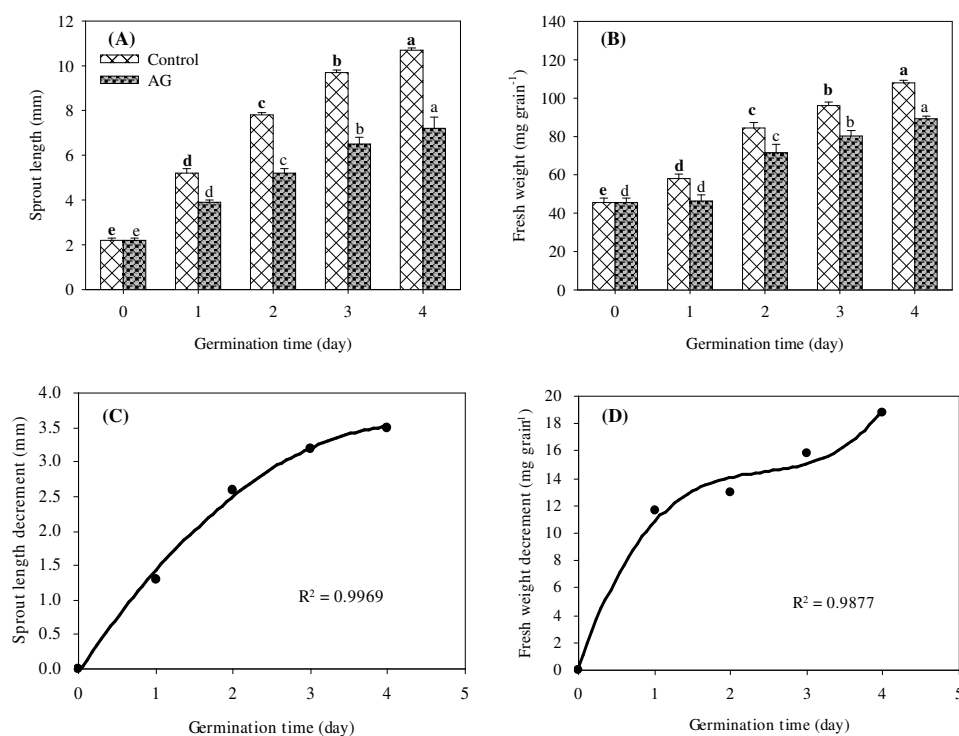 (A)
Control
AG
Sprout length (mm)
12
10
8
6
4
2
0
e
e
d
d
c
c
b
b
a
a
0 1 2 3 4
Germination time (day)
(B)
Fresh weight (mg grain⁻¹)
140
120
100
80
60
40
20
0
e
d
d
d
c
c
b
b
a
a
0 1 2 3 4
Germination time (day)
(C)
Sprout length decrement (mm)
4.0
3.5
3.0
2.5
2.0
1.5
1.0
0.5
0.0
R² = 0.9969
0 1 2 3 4 5
Germination time (day)
(D)
Fresh weight decrement (mg grain¹)
20
18
16
14
12
10
8
6
4
2
0
R² = 0.9877
0 1 2 3 4 5
Germination time (day)